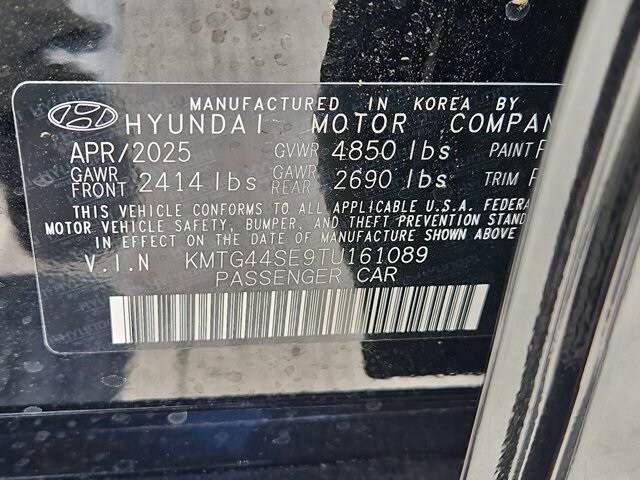 MANUFACTURED IN KOREA BY
HYUNDAI MOTOR COMPAN
APR/2025 GVWR 4850 lbs PAINT
GAWR FRONT 2414 lbs GAWR REAR 2690 lbs TRIM
THIS VEHICLE CONFORMS TO ALL APPLICABLE U.S.A. FEDERA
MOTOR VEHICLE SAFETY, BUMPER, AND THEFT PREVENTION STAND
IN EFFECT ON THE DATE OF MANUFACTURE
V.I.N KMTG44SE9TU161089
PASSENGER CAR